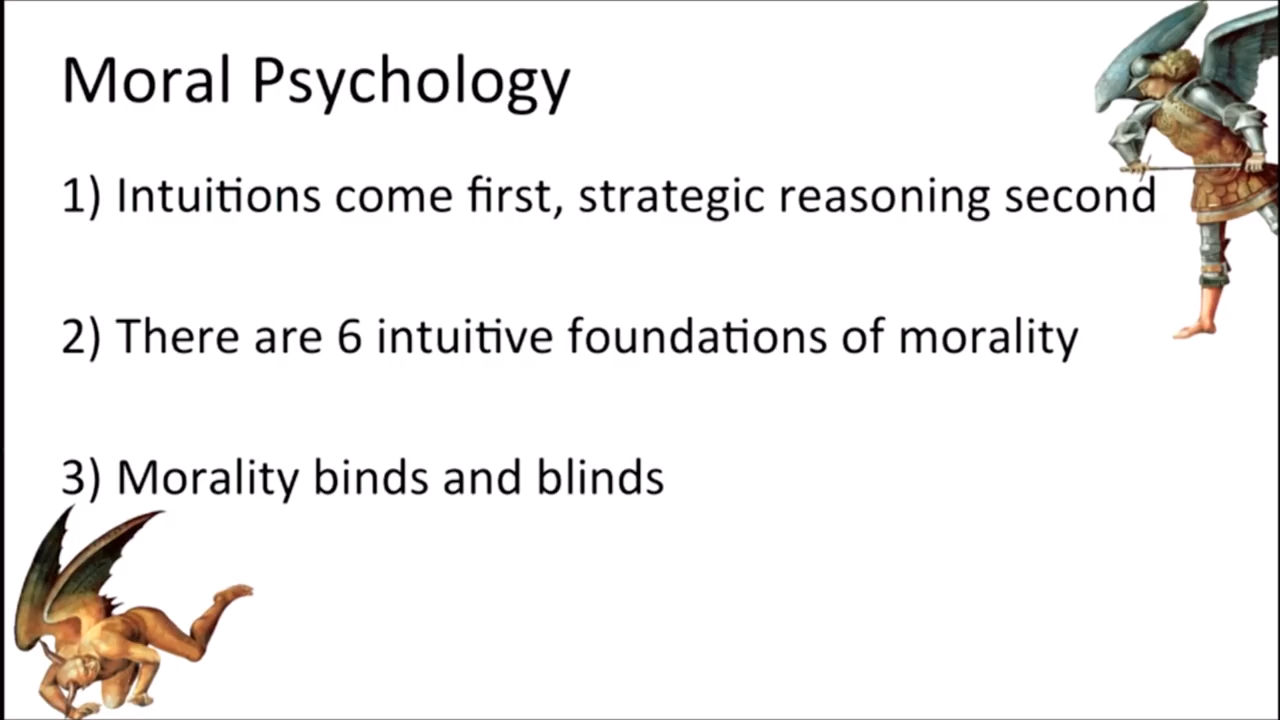 Moral Psychology
1) Intuitions come first, strategic reasoning second
2) There are 6 intuitive foundations of morality
3) Morality binds and blinds